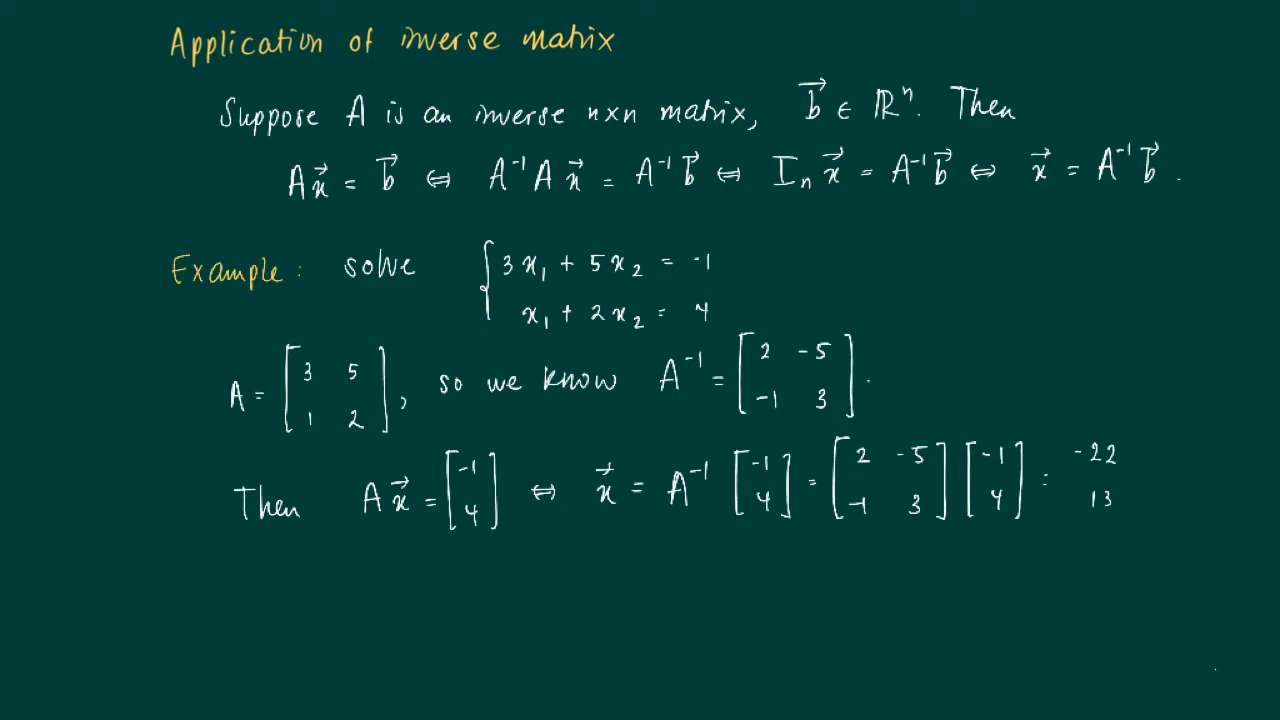 Application of inverse matrix
Suppose A is an inverse n×n matrix, b⃗ ∈ ℝⁿ. Then
Ax⃗ = b⃗ ⇔ A⁻¹Ax⃗ = A⁻¹b⃗ ⇔ Iₙx⃗ = A⁻¹b⃗ ⇔ x⃗ = A⁻¹b⃗.
Example: solve { 3x₁ + 5x₂ = -1
x₁ + 2x₂ = 4
A = [3 5; 1 2], so we know A⁻¹ = [2 -5; -1 3].
Then Ax⃗ = [-1; 4] ⇔ x⃗ = A⁻¹ [-1; 4] = [2 -5; -1 3] [-1; 4] = -22 13